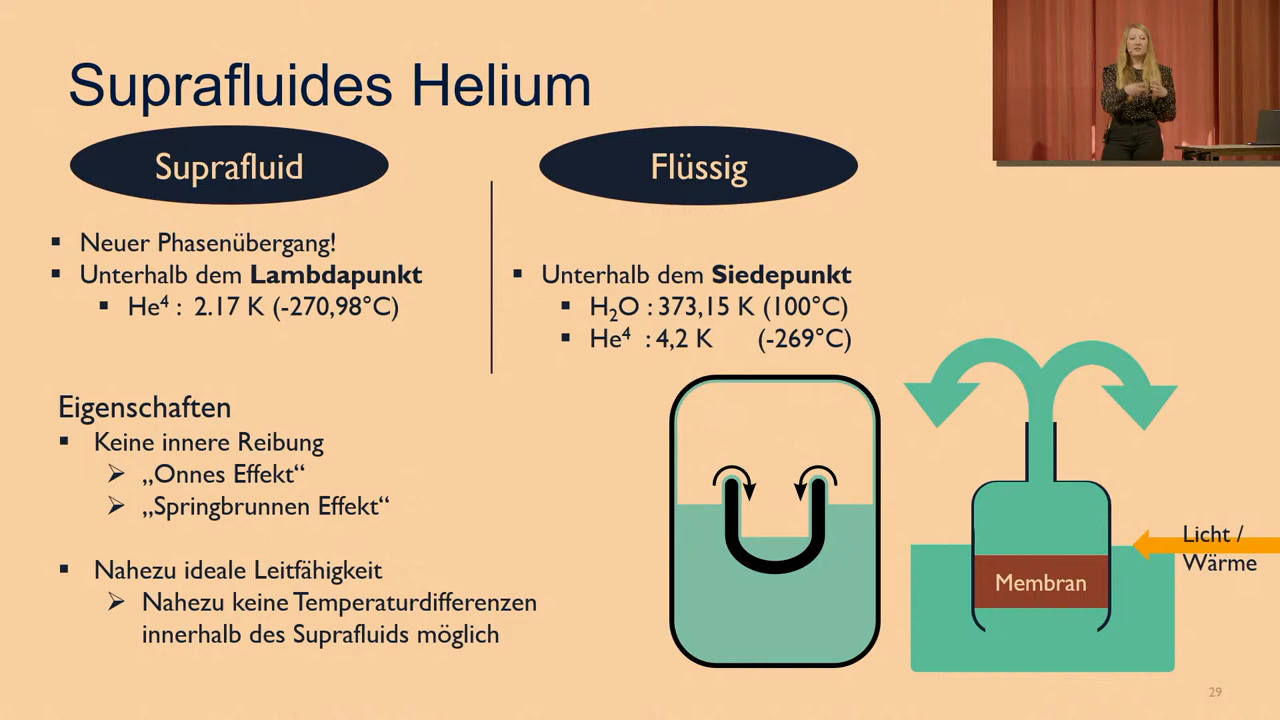 Suprafluides Helium
Suprafluid
Neuer Phasenübergang!
Unterhalb dem Lambdapunkt
He⁴ : 2.17 K (-270,98°C)
Flüssig
Unterhalb dem Siedepunkt
H₂O : 373,15 K (100°C)
He⁴ : 4,2 K (-269°C)
Eigenschaften
Keine innere Reibung
„Onnes Effekt“
„Springbrunnen Effekt“
Nahezu ideale Leitfähigkeit
Nahezu keine Temperaturdifferenzen
innerhalb des Suprafluids möglich
Licht /
Wärme
Membran
29